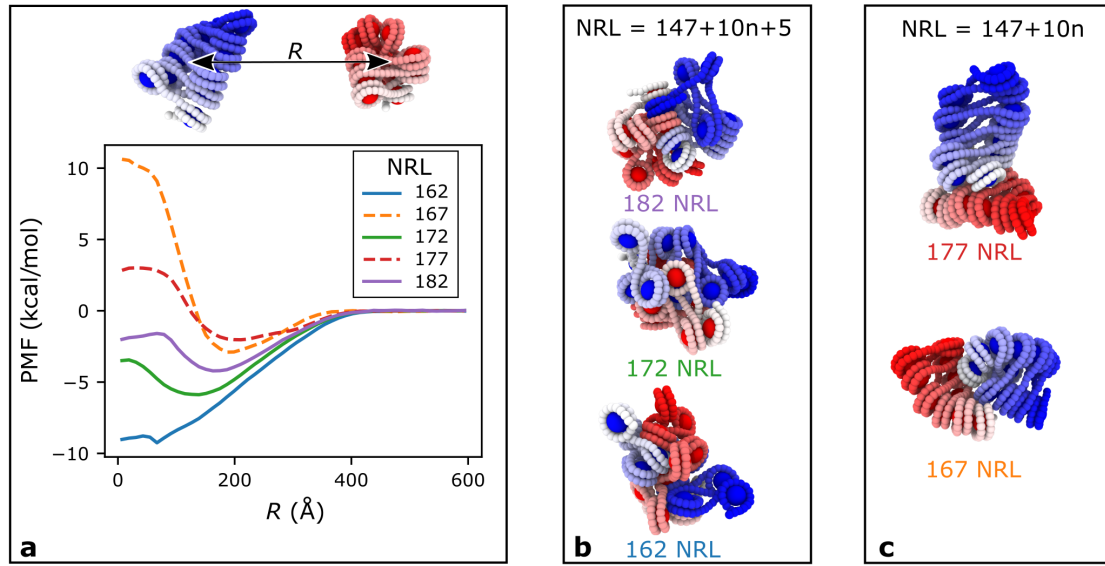 R
NRL
162
167
172
177
182
PMF (kcal/mol)
10
5
0
−5
−10
0
200
400
600
R (Å)
a
NRL = 147+10n+5
182 NRL
172 NRL
162 NRL
b
NRL = 147+10n
177 NRL
167 NRL
c